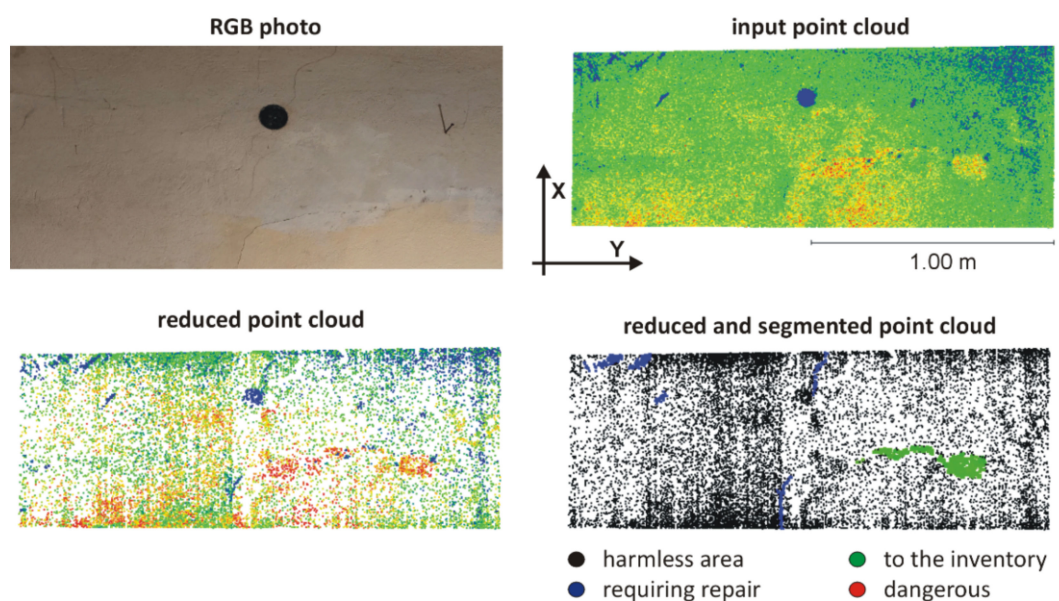 RGB photo
input point cloud
X
Y
1.00 m
reduced point cloud
reduced and segmented point cloud
harmless area
to the inventory
requiring repair
dangerous